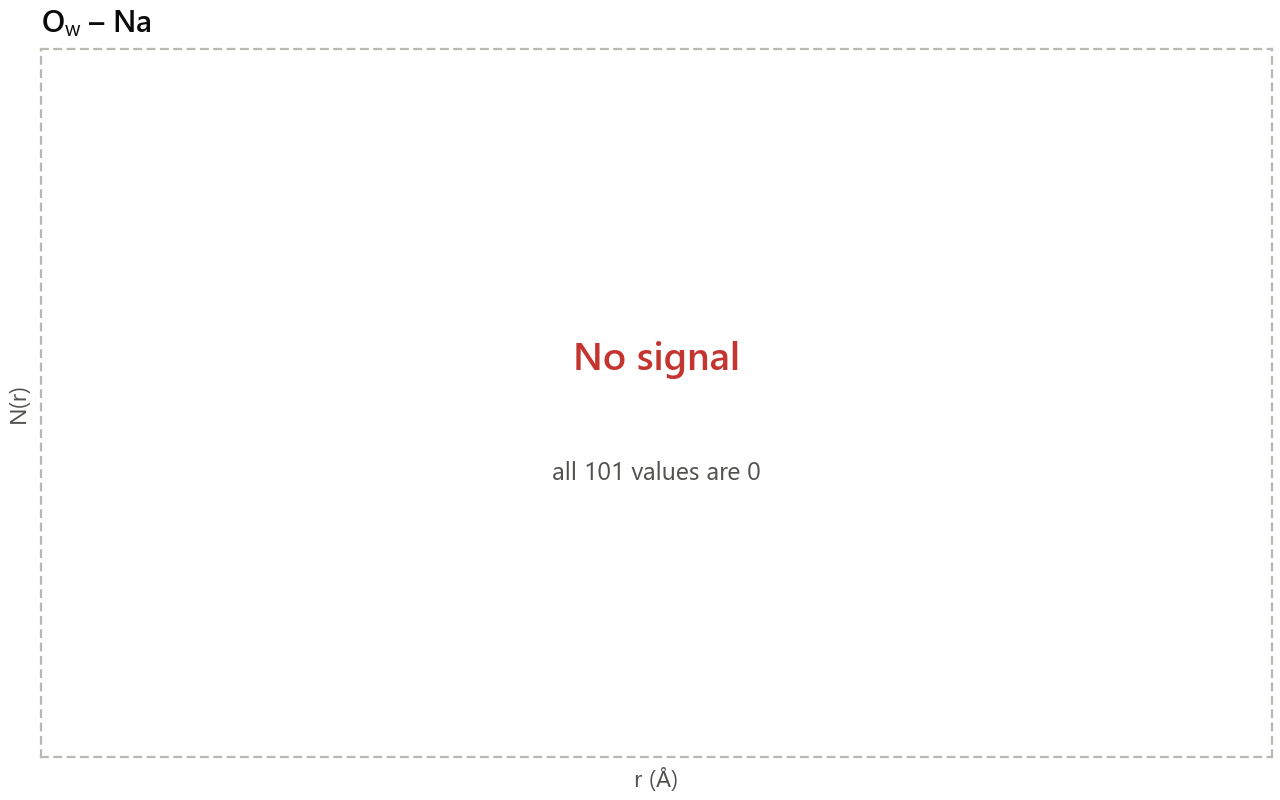 Ow – Na
N(r)
No signal
all 101 values are 0
r (Å)